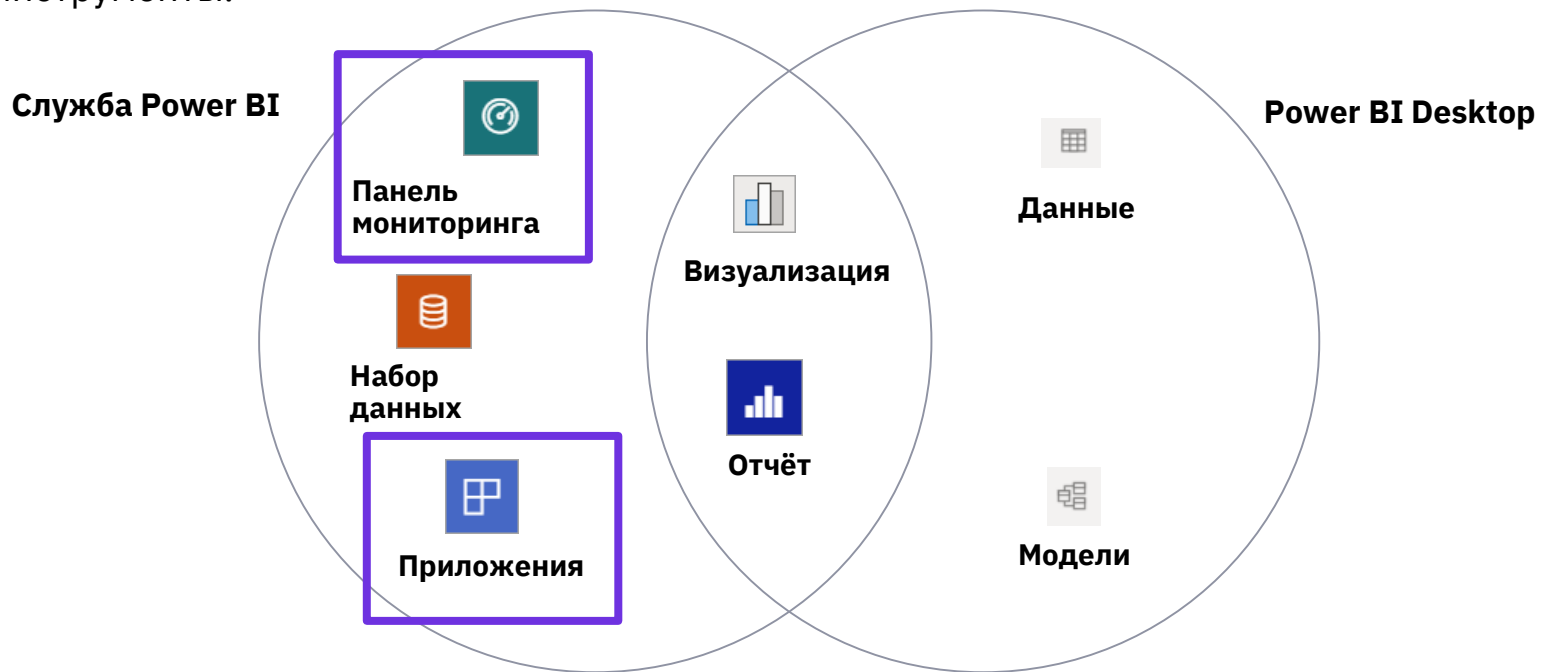 Служба Power BI
Панель
мониторинга
Набор
данных
Приложения
Визуализация
Отчёт
Power BI Desktop
Данные
Модели